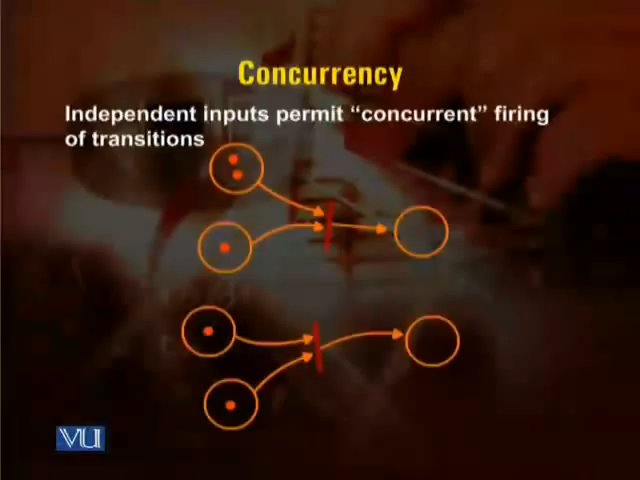 Concurrency
Independent inputs permit “concurrent” firing
of transitions
VU